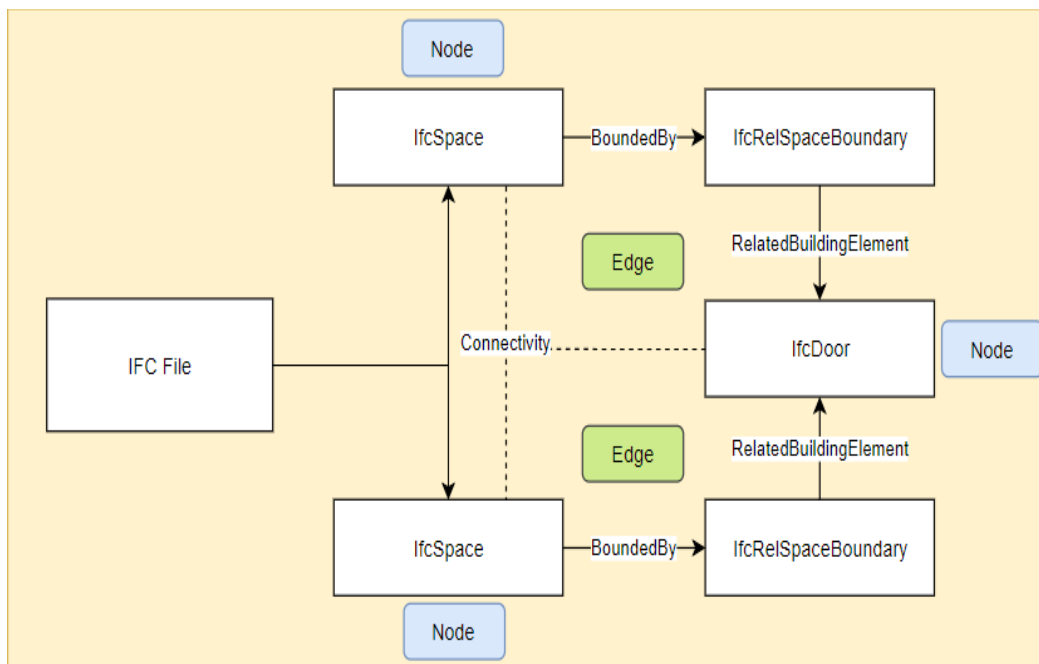 Node
IfcSpace
BoundedBy
IfcRelSpaceBoundary
RelatedBuildingElement
Edge
IFC File
Connectivity.
IfcDoor
Node
Edge
RelatedBuildingElement
IfcSpace
BoundedBy
IfcRelSpaceBoundary
Node